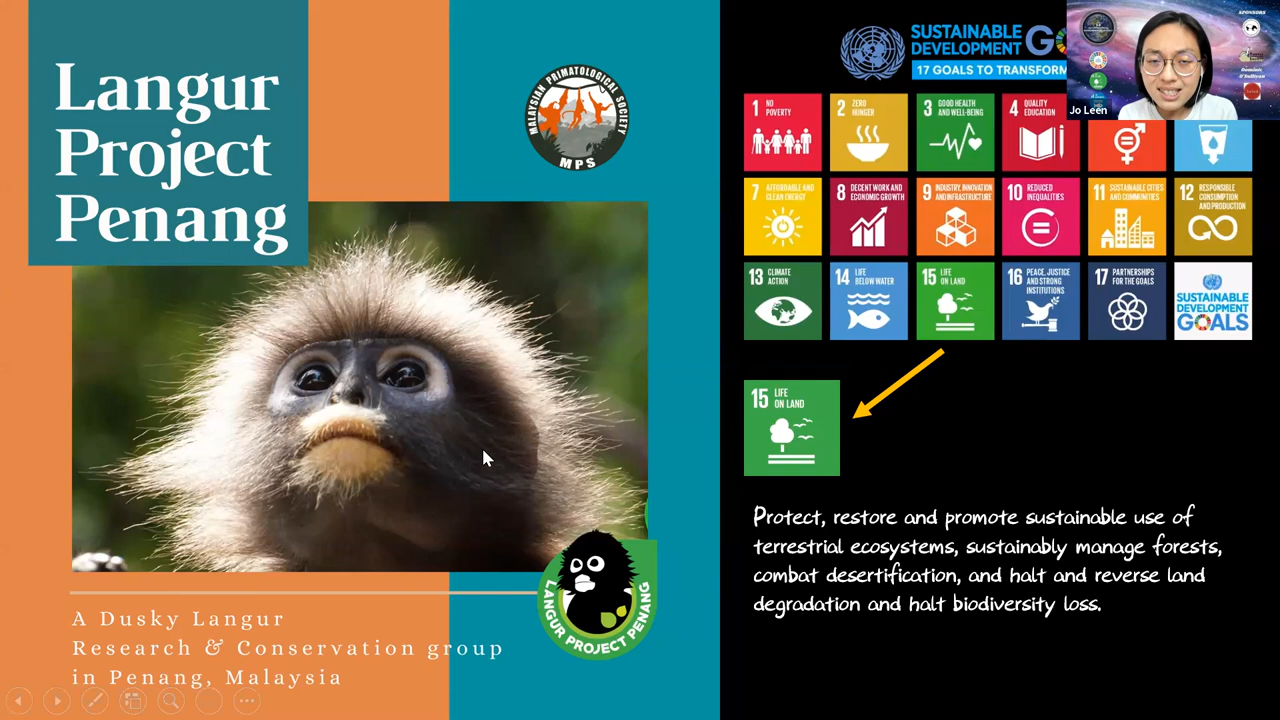 Langur
Project
Penang
MALAYSIAN PRIMATOLOGICAL SOCIETY
MPS
LANGUR PROJECT PENANG
A Dusky Langur
Research & Conservation group
in Penang, Malaysia
SUSTAINABLE
DEVELOPMENT GO
17 GOALS TO TRANSFORM
1 NO
POVERTY
2 ZERO
HUNGER
3 GOOD HEALTH
AND WELL-BEING
4 QUALITY
EDUCATION
7 AFFORDABLE AND
CLEAN ENERGY
8 DECENT WORK AND
ECONOMIC GROWTH
9 INDUSTRY, INNOVATION
AND INFRASTRUCTURE
10 REDUCED
INEQUALITIES
11 SUSTAINABLE CITIES
AND COMMUNITIES
12 RESPONSIBLE
CONSUMPTION
AND PRODUCTION
13 CLIMATE
ACTION
14 LIFE
BELOW WATER
15 LIFE
ON LAND
16 PEACE, JUSTICE
AND STRONG
INSTITUTIONS
17 PARTNERSHIPS
FOR THE GOALS
SUSTAINABLE
DEVELOPMENT
GOALS
15 LIFE
ON LAND
Protect, restore and promote sustainable use of
terrestrial ecosystems, sustainably manage forests,
combat desertification, and halt and reverse land
degradation and halt biodiversity loss.
Jo Leen
SPONSORS
Dominic
O'Sullivan